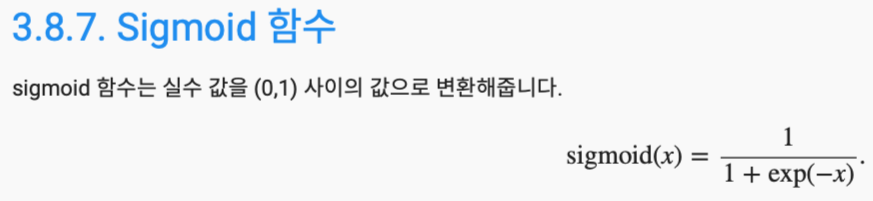 3.8.7. Sigmoid 함수
sigmoid 함수는 실수 값을 (0,1) 사이의 값으로 변환해줍니다.
sigmoid(x) = 1 / (1 + exp(−x)).